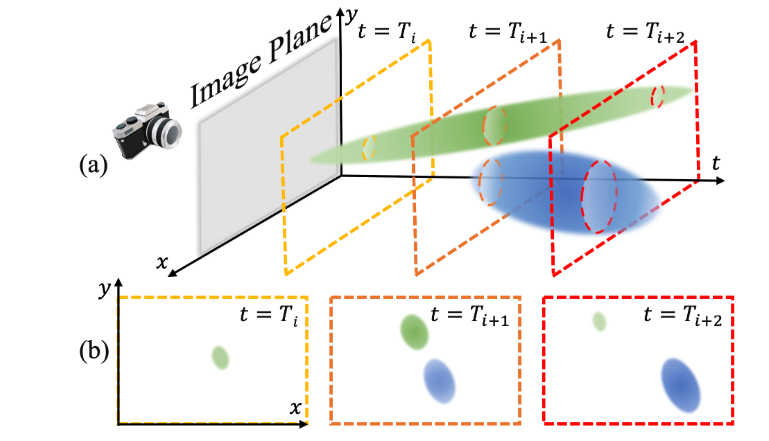 Image Plane
y
t = T_i
t = T_{i+1}
t = T_{i+2}
(a)
t
x
y
t = T_i
t = T_{i+1}
t = T_{i+2}
(b)
x